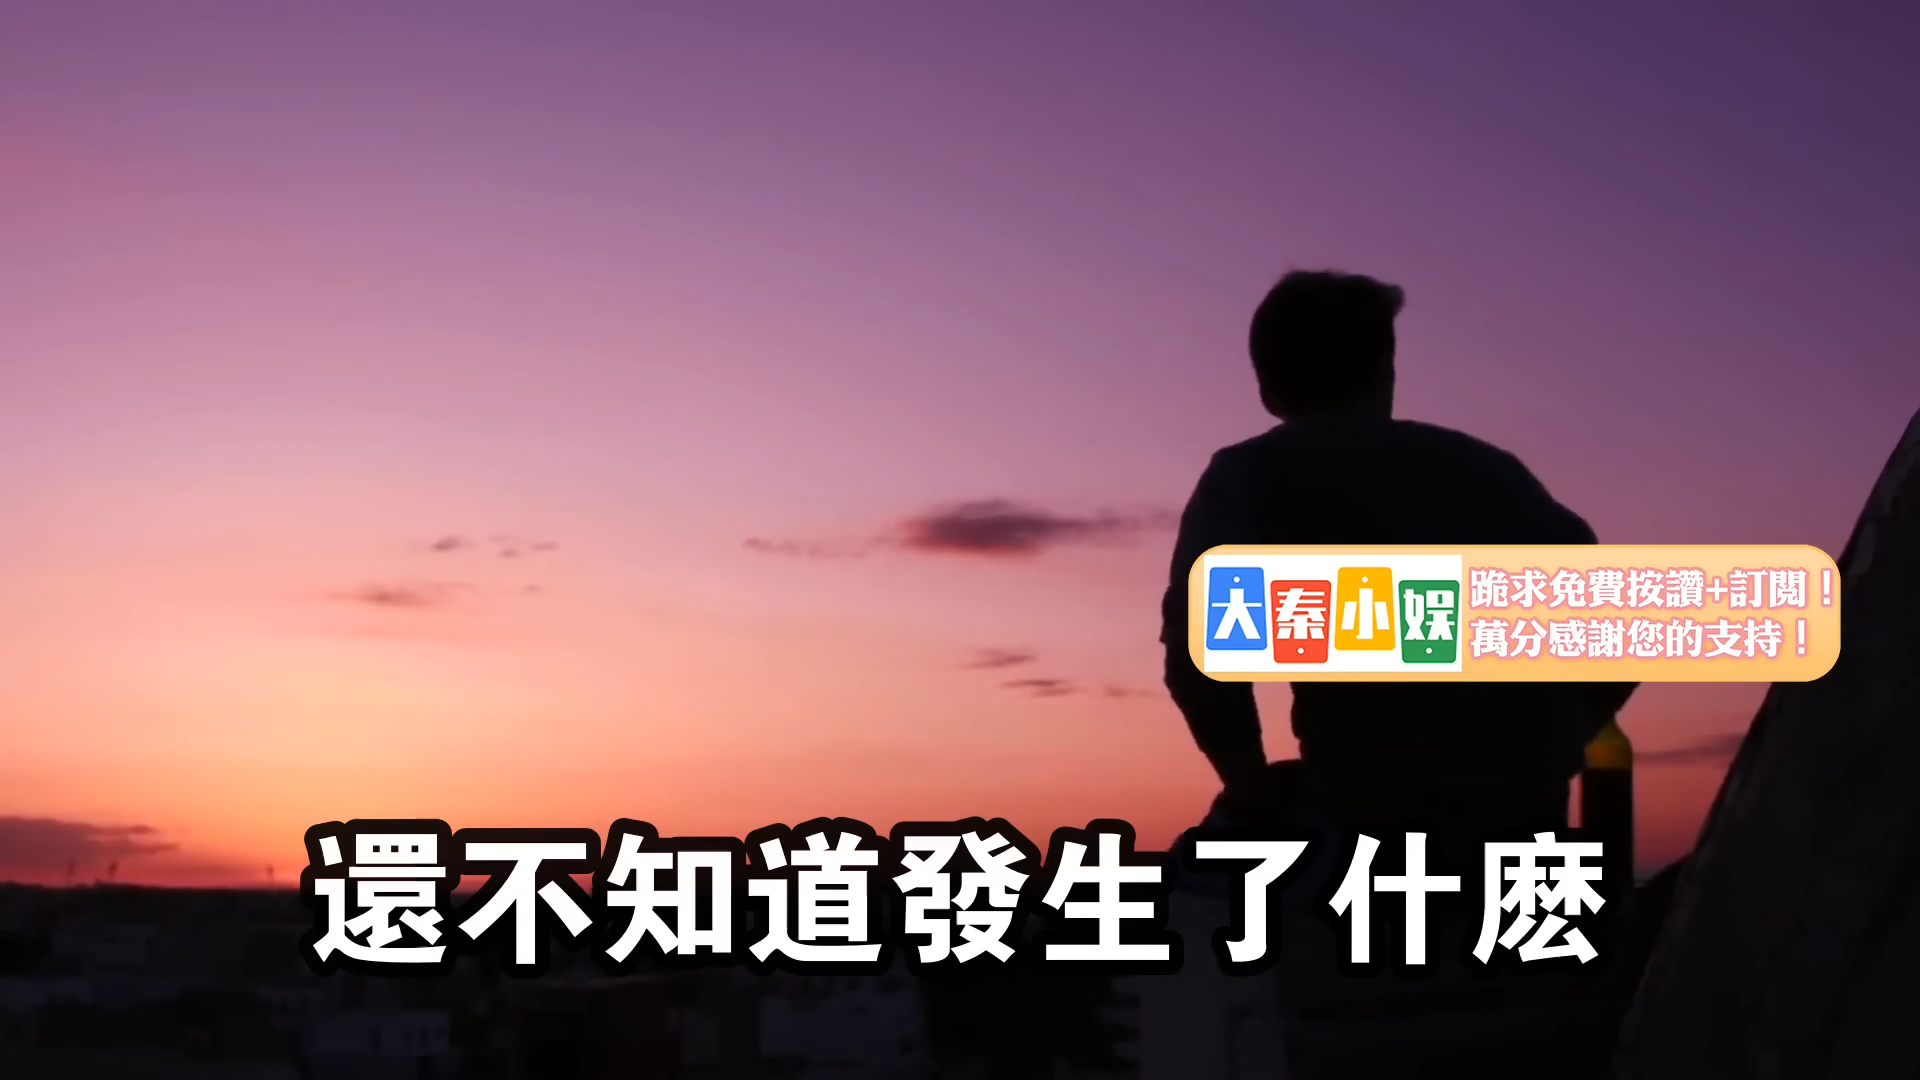 大秦小娱
跪求免費按讚+訂閱！
萬分感謝您的支持！
還不知道發生了什麽